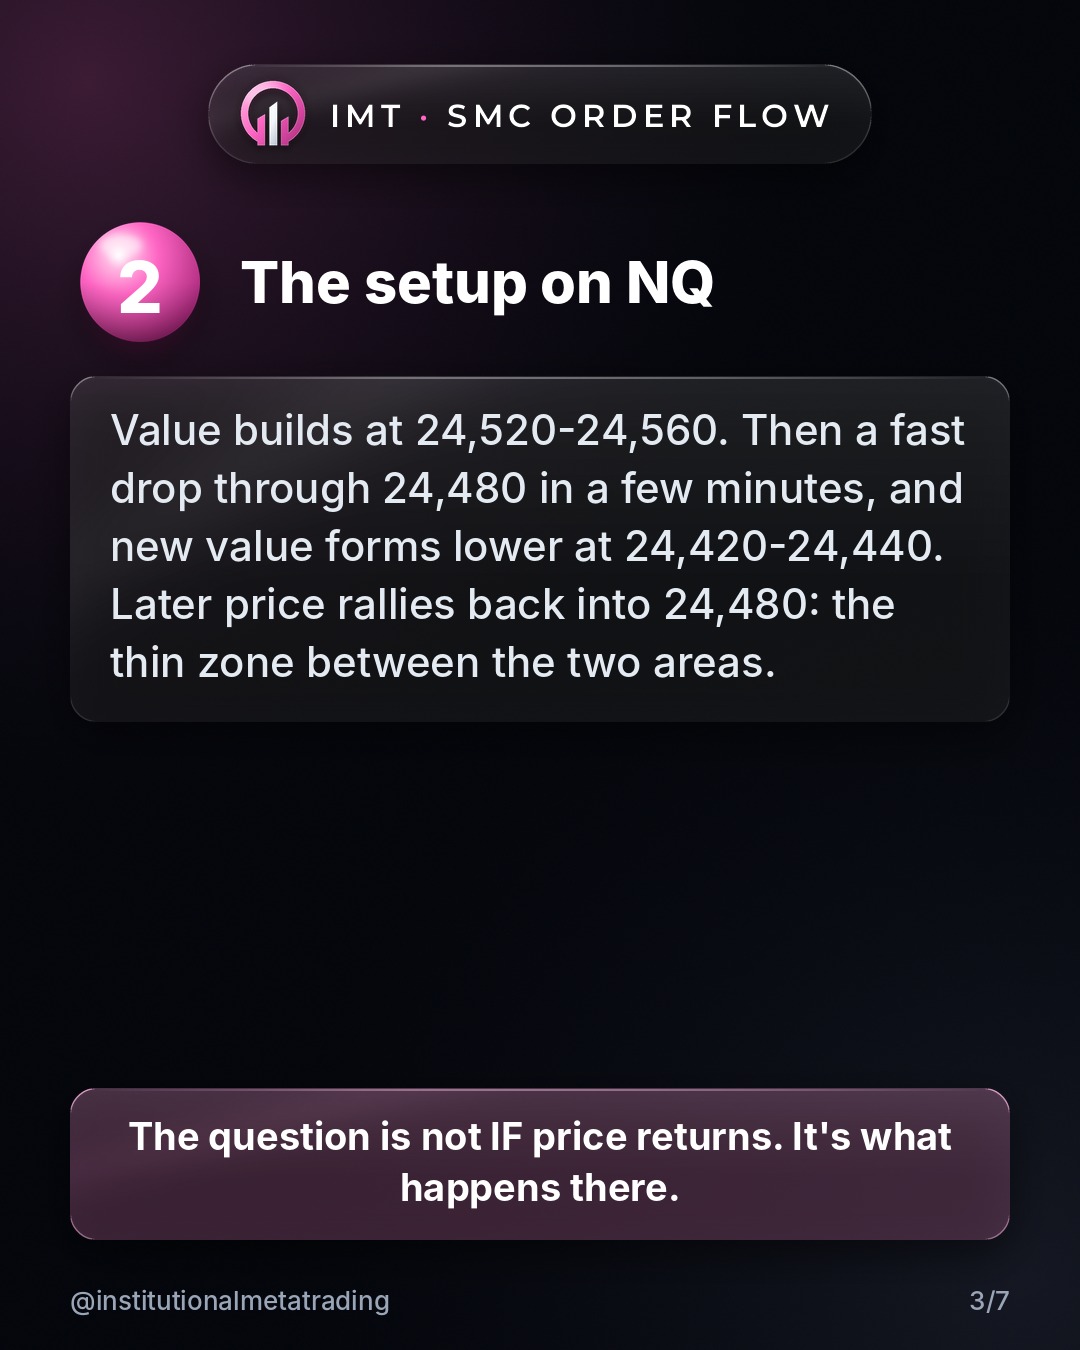 IMT · SMC ORDER FLOW
2
The setup on NQ
Value builds at 24,520-24,560. Then a fast
drop through 24,480 in a few minutes, and
new value forms lower at 24,420-24,440.
Later price rallies back into 24,480: the
thin zone between the two areas.
The question is not IF price returns. It's what
happens there.
@institutionalmetatrading
3/7